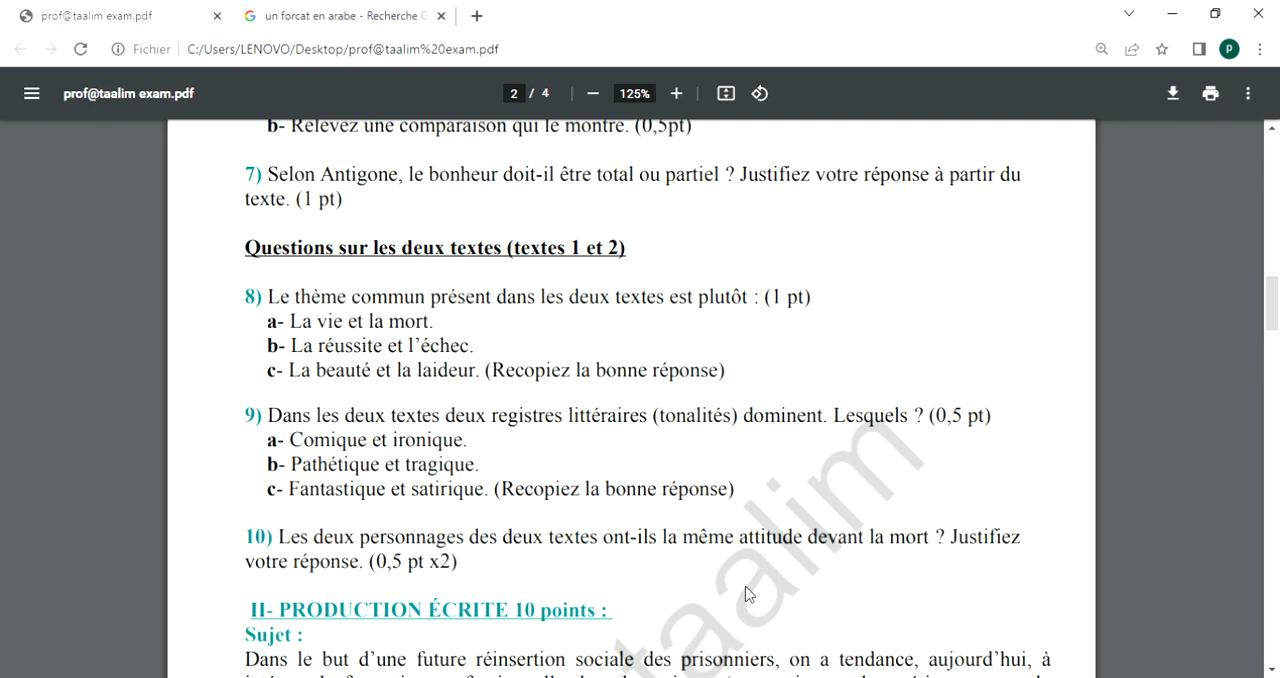 prof@taalim exam.pdf
un forcat en arabe - Recherche G
Fichier
C:/Users/LENOVO/Desktop/prof@taalim%20exam.pdf
P
prof@taalim exam.pdf
2 / 4
125%
b- Relevez une comparaison qui le montre. (0,5pt)
7) Selon Antigone, le bonheur doit-il être total ou partiel ? Justifiez votre réponse à partir du
texte. (1 pt)
Questions sur les deux textes (textes 1 et 2)
8) Le thème commun présent dans les deux textes est plutôt : (1 pt)
a- La vie et la mort.
b- La réussite et l’échec.
c- La beauté et la laideur. (Recopiez la bonne réponse)
9) Dans les deux textes deux registres littéraires (tonalités) dominent. Lesquels ? (0,5 pt)
a- Comique et ironique.
b- Pathétique et tragique.
c- Fantastique et satirique. (Recopiez la bonne réponse)
10) Les deux personnages des deux textes ont-ils la même attitude devant la mort ? Justifiez
votre réponse. (0,5 pt x2)
II- PRODUCTION ÉCRITE 10 points :
Sujet :
Dans le but d’une future réinsertion sociale des prisonniers, on a tendance, aujourd’hui, à
taalim